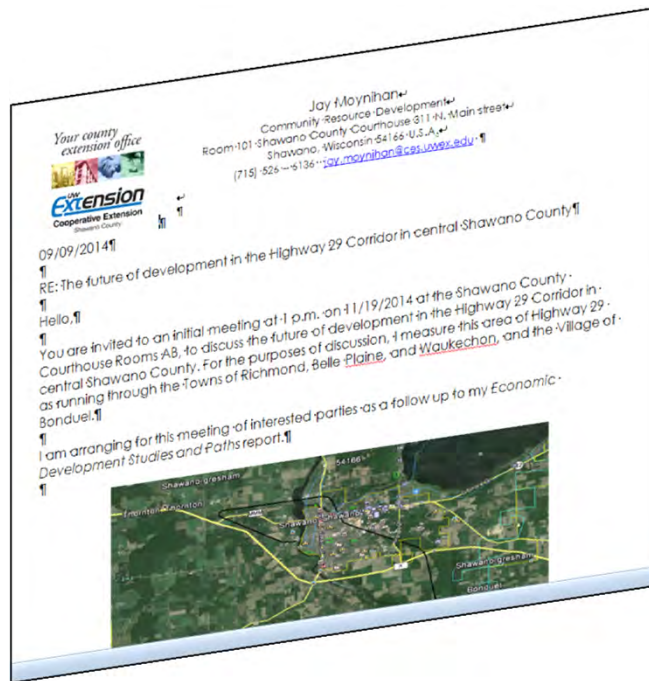 Your county
extension office
UW
Extension
Cooperative Extension
Shawano County
Jay Moynihan↵
Community·Resource·Development↵
Room·101·Shawano·County·Courthouse·311·N.·Main·street↵
Shawano,·Wisconsin·54166·U.S.A.↵
(715)·526·–·6136··jay.moynihan@ces.uwex.edu·¶
↵
¶
¶
09/09/2014¶
¶
RE:·The·future·of·development·in·the·Highway·29·Corridor·in·central·Shawano·County¶
¶
Hello,¶
¶
You·are·invited·to·an·initial·meeting·at·1·p.m.·on·11/19/2014·at·the·Shawano·County·
Courthouse·Rooms·AB,·to·discuss·the·future·of·development·in·the·Highway·29·Corridor·in·
central·Shawano·County.·For·the·purposes·of·discussion,·I·measure·this·area·of·Highway·29·
as·running·through·the·Towns·of·Richmond,·Belle·Plaine,·and·Waukechon,·and·the·Village·of·
Bonduel.¶
¶
I·am·arranging·for·this·meeting·of·interested·parties·as·a·follow·up·to·my·Economic·
Development·Studies·and·Paths·report.¶
¶
54166
Shawano-gresham
Thornton (Thornton)
Shawano
Shawano-gresham
Bonduel